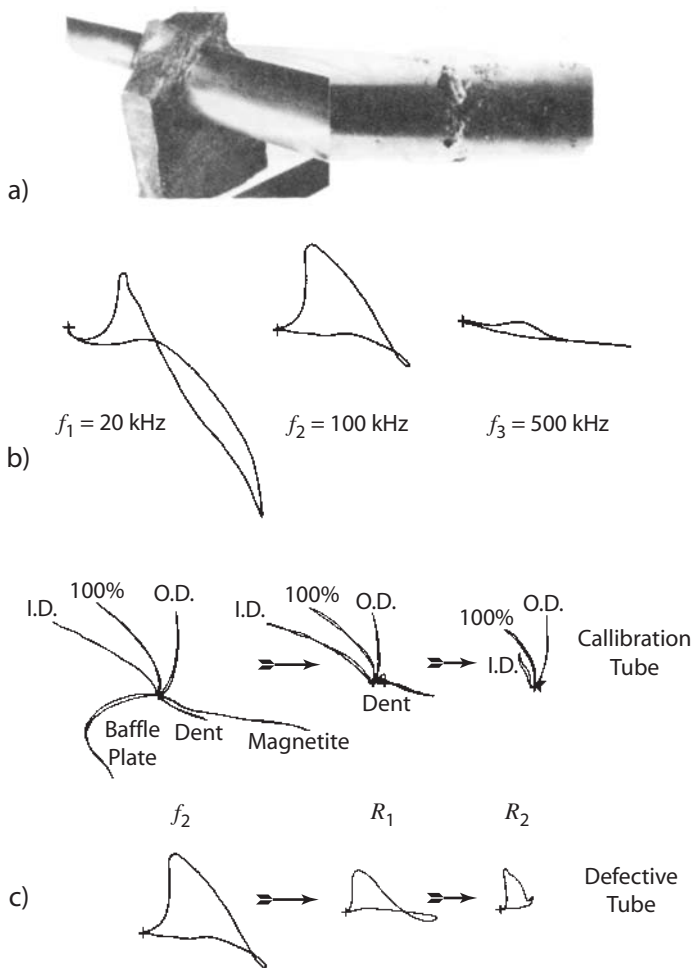 a)
f₁ = 20 kHz
f₂ = 100 kHz
f₃ = 500 kHz
b)
I.D.
100%
O.D.
I.D.
100%
O.D.
100%
O.D.
I.D.
Callibration
Tube
Baffle
Plate
Dent
Magnetite
Dent
f₂
R₁
R₂
c)
Defective
Tube